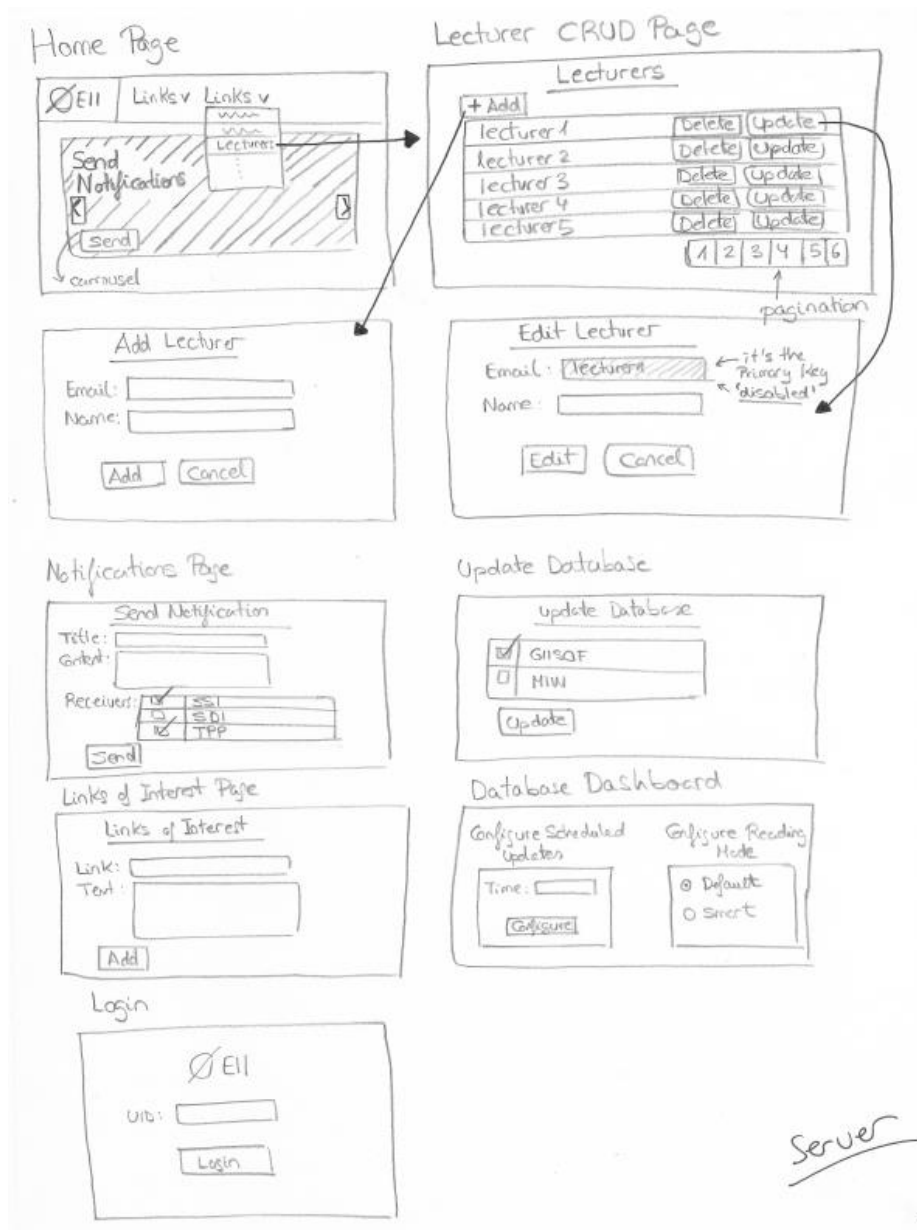 Home Page
EII Links v Links v
Lecturers
Send
Notifications
< >
Send
carrousel
Lecturer CRUD Page
Lecturers
+ Add
lecturer 1 Delete Update
lecturer 2 Delete Update
lecturer 3 Delete Update
lecturer 4 Delete Update
lecturer 5 Delete Update
1 2 3 4 5 6
pagination
Add Lecturer
Email:
Name:
Add Cancel
Edit Lecturer
Email: lecturer1
it's the
Primary Key
'disabled'
Name:
Edit Cancel
Notifications Page
Send Notification
Title:
Content:
Receivers: SSI
SDI
TPP
Send
Update Database
Update Database
GIISOF
MIW
Update
Links of Interest Page
Links of Interest
Link:
Text:
Add
Database Dashboard
Configure Scheduled
Updates
Time:
Configure
Configure Reading
Mode
Default
Smart
Login
EII
UID:
Login
Server